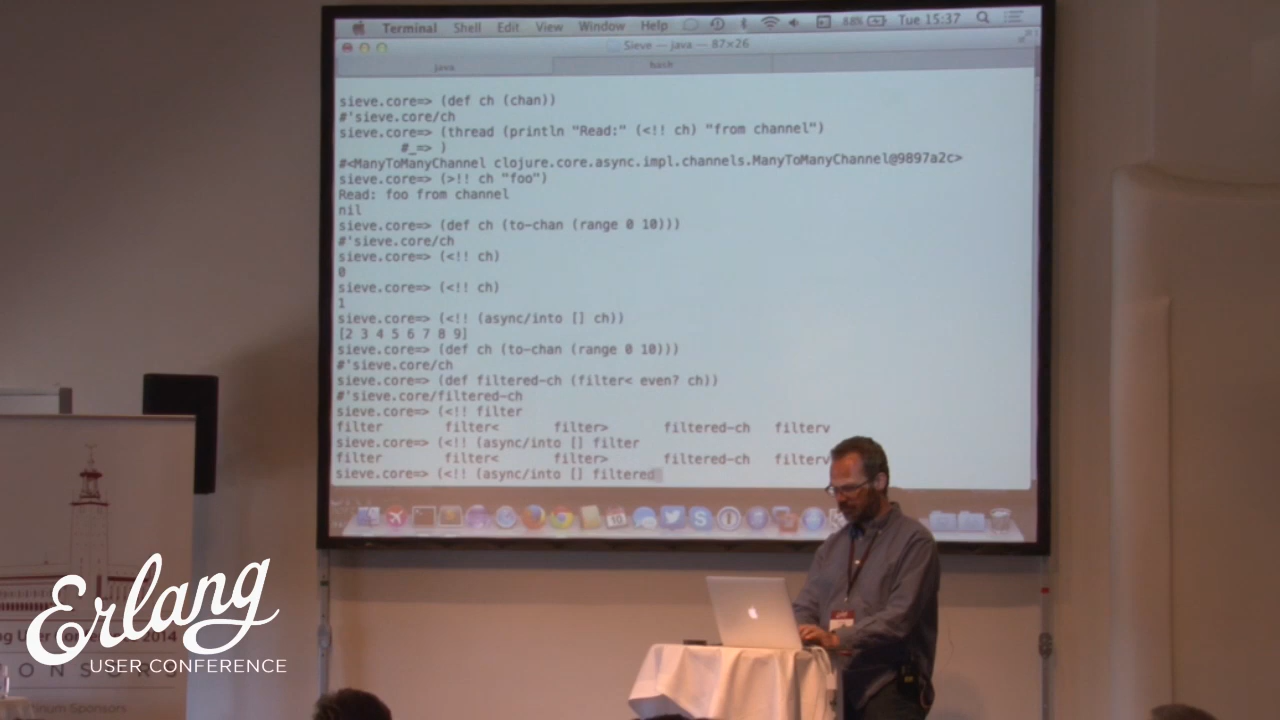 Terminal Shell Edit View Window Help 88% Tue 15:37
Sieve — java — 87×26
java bash
sieve.core=> (def ch (chan))
#'sieve.core/ch
sieve.core=> (thread (println "Read:" (<!! ch) "from channel")
#_=> )
#<ManyToManyChannel clojure.core.async.impl.channels.ManyToManyChannel@9897a2c>
sieve.core=> (>!! ch "foo")
Read: foo from channel
nil
sieve.core=> (def ch (to-chan (range 0 10)))
#'sieve.core/ch
sieve.core=> (<!! ch)
0
sieve.core=> (<!! ch)
1
sieve.core=> (<!! (async/into [] ch))
[2 3 4 5 6 7 8 9]
sieve.core=> (def ch (to-chan (range 0 10)))
#'sieve.core/ch
sieve.core=> (def filtered-ch (filter< even? ch))
#'sieve.core/filtered-ch
sieve.core=> (<!! filter
filter filter< filter> filtered-ch filterv
sieve.core=> (<!! (async/into [] filter
filter filter< filter> filtered-ch filterv
sieve.core=> (<!! (async/into [] filtered
Erlang
USER CONFERENCE
2014
Sponsors